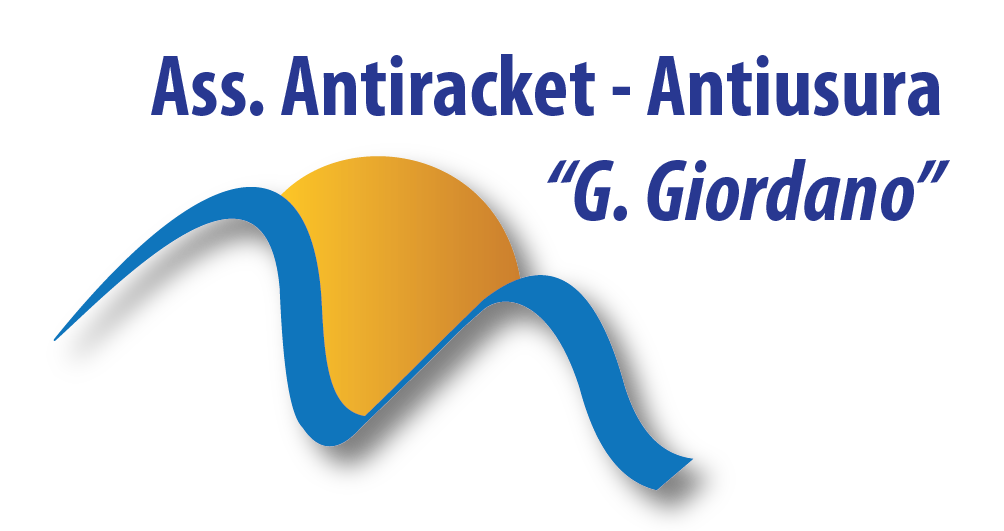 Ass. Antiracket - Antiusura
“G. Giordano”